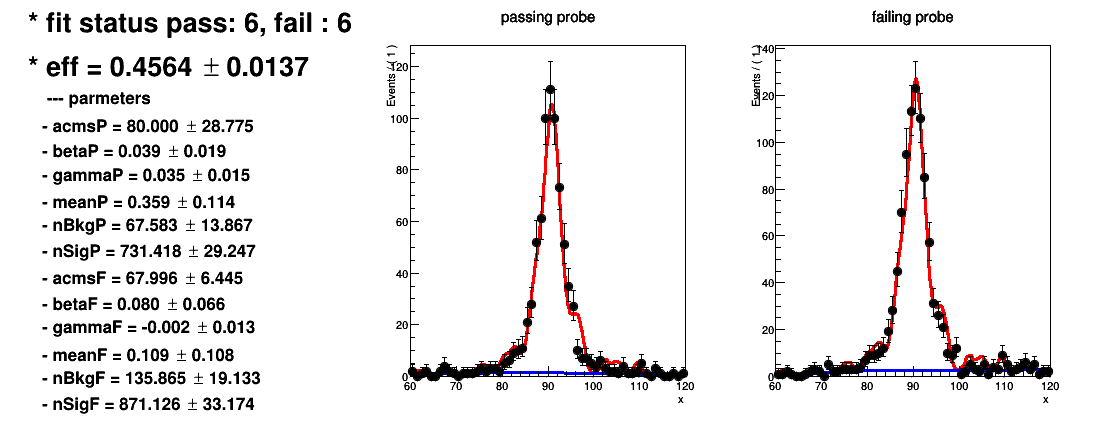 * fit status pass: 6, fail : 6
* eff = 0.4564 ± 0.0137
--- parmeters
- acmsP = 80.000 ± 28.775
- betaP = 0.039 ± 0.019
- gammaP = 0.035 ± 0.015
- meanP = 0.359 ± 0.114
- nBkgP = 67.583 ± 13.867
- nSigP = 731.418 ± 29.247
- acmsF = 67.996 ± 6.445
- betaF = 0.080 ± 0.066
- gammaF = -0.002 ± 0.013
- meanF = 0.109 ± 0.108
- nBkgF = 135.865 ± 19.133
- nSigF = 871.126 ± 33.174
passing probe
Events / ( 1 )
120
100
80
60
40
20
0
60 70 80 90 100 110 120
x
failing probe
Events / ( 1 )
140
120
100
80
60
40
20
0
60 70 80 90 100 110 120
x